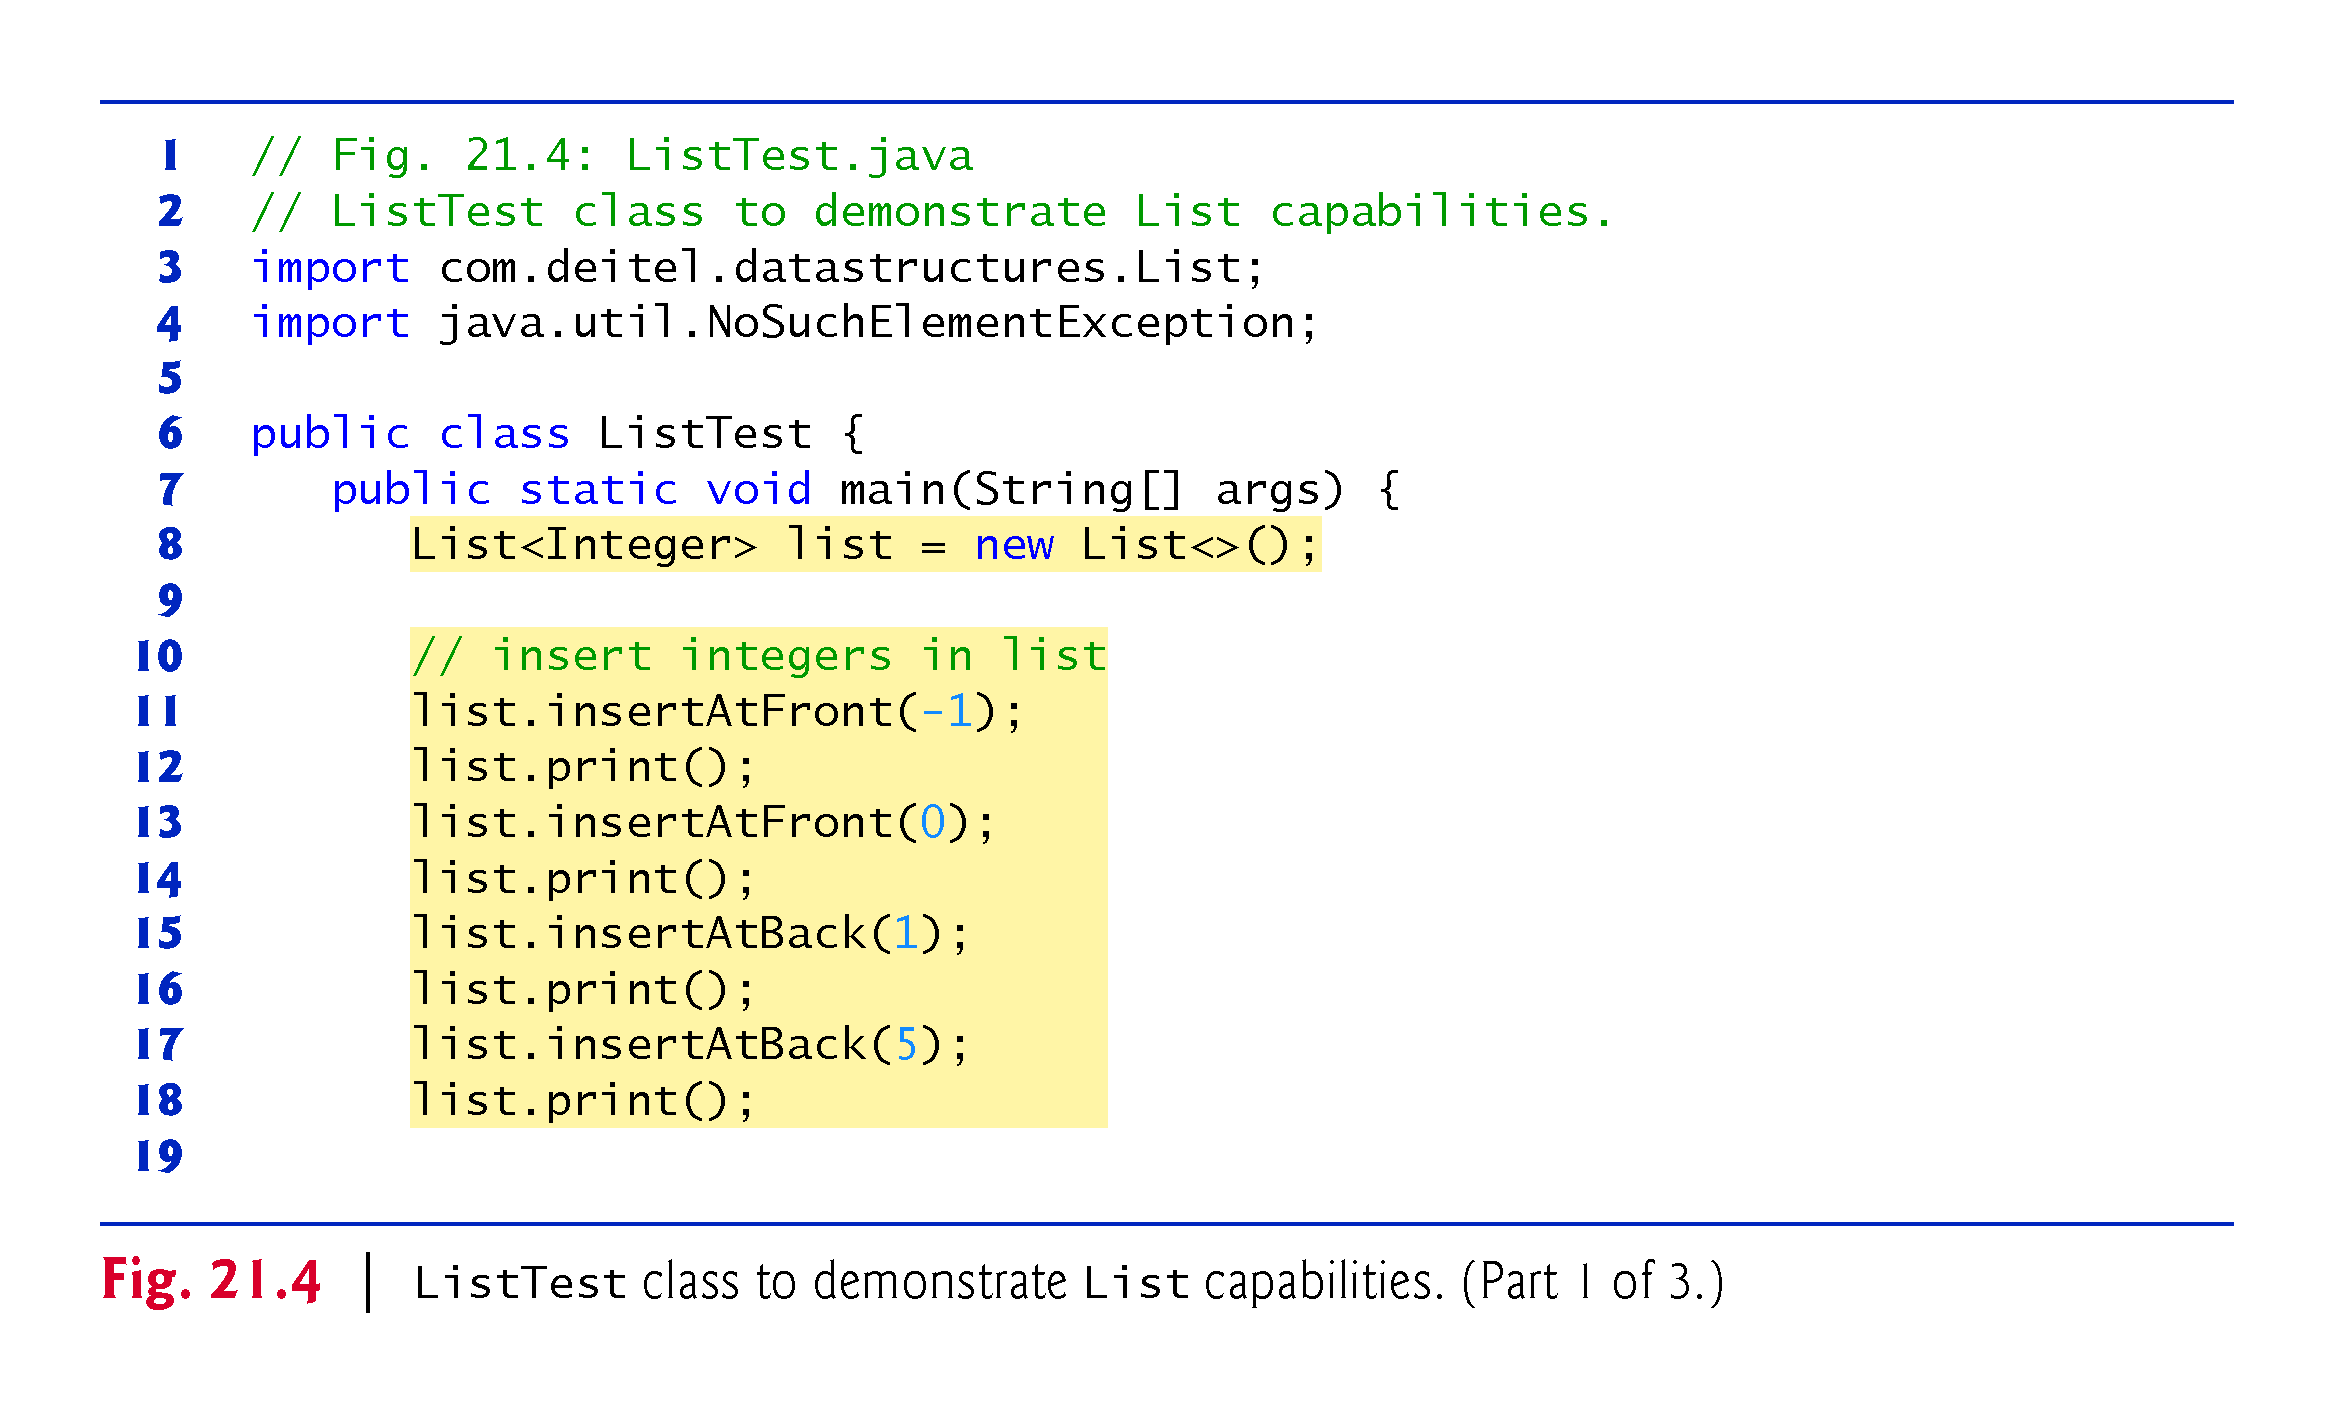 1 // Fig. 21.4: ListTest.java
2 // ListTest class to demonstrate List capabilities.
3 import com.deitel.datastructures.List;
4 import java.util.NoSuchElementException;
5
6 public class ListTest {
7    public static void main(String[] args) {
8       List<Integer> list = new List<>();
9
10       // insert integers in list
11       list.insertAtFront(-1);
12       list.print();
13       list.insertAtFront(0);
14       list.print();
15       list.insertAtBack(1);
16       list.print();
17       list.insertAtBack(5);
18       list.print();
19
Fig. 21.4 | ListTest class to demonstrate List capabilities. (Part 1 of 3.)